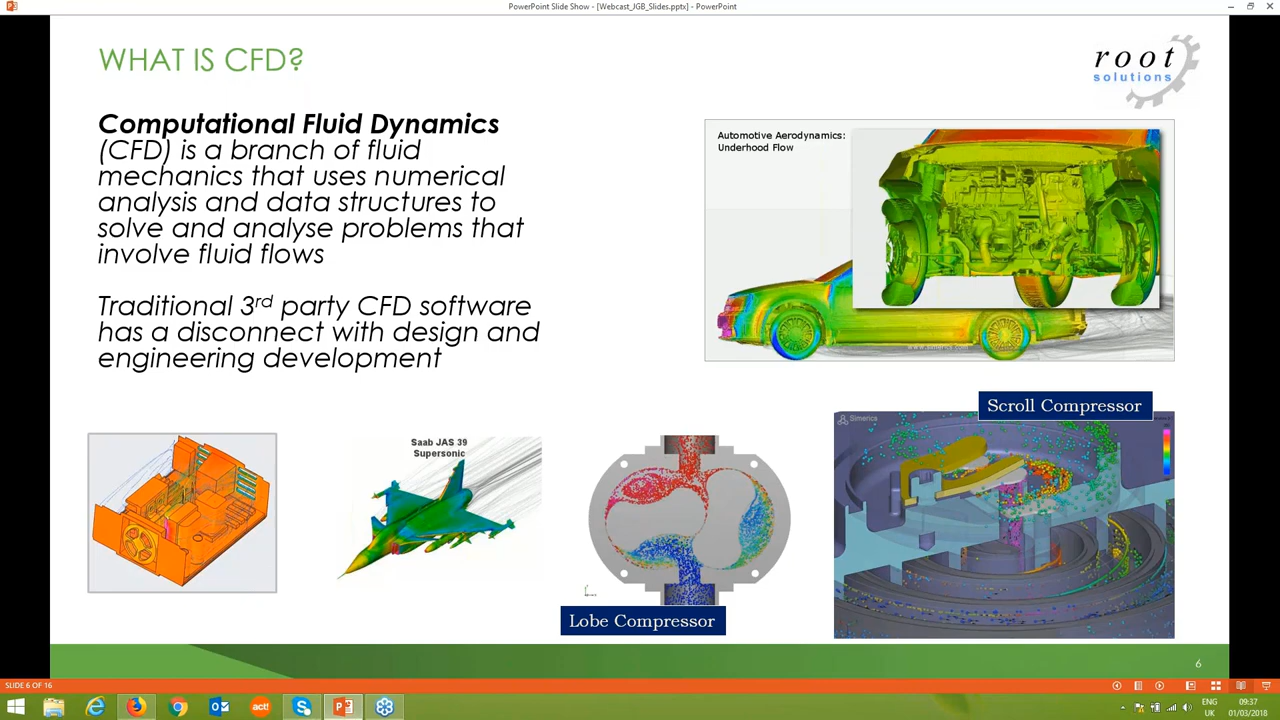 PowerPoint Slide Show - [Webcast_JGB_Slides.pptx] - PowerPoint
WHAT IS CFD?
root
solutions
Computational Fluid Dynamics
(CFD) is a branch of fluid
mechanics that uses numerical
analysis and data structures to
solve and analyse problems that
involve fluid flows
Traditional 3rd party CFD software
has a disconnect with design and
engineering development
Automotive Aerodynamics:
Underhood Flow
Saab JAS 39
Supersonic
Lobe Compressor
Scroll Compressor
Simerics
6
SLIDE 6 OF 16
act!
ENG
UK
09:37
01/03/2018